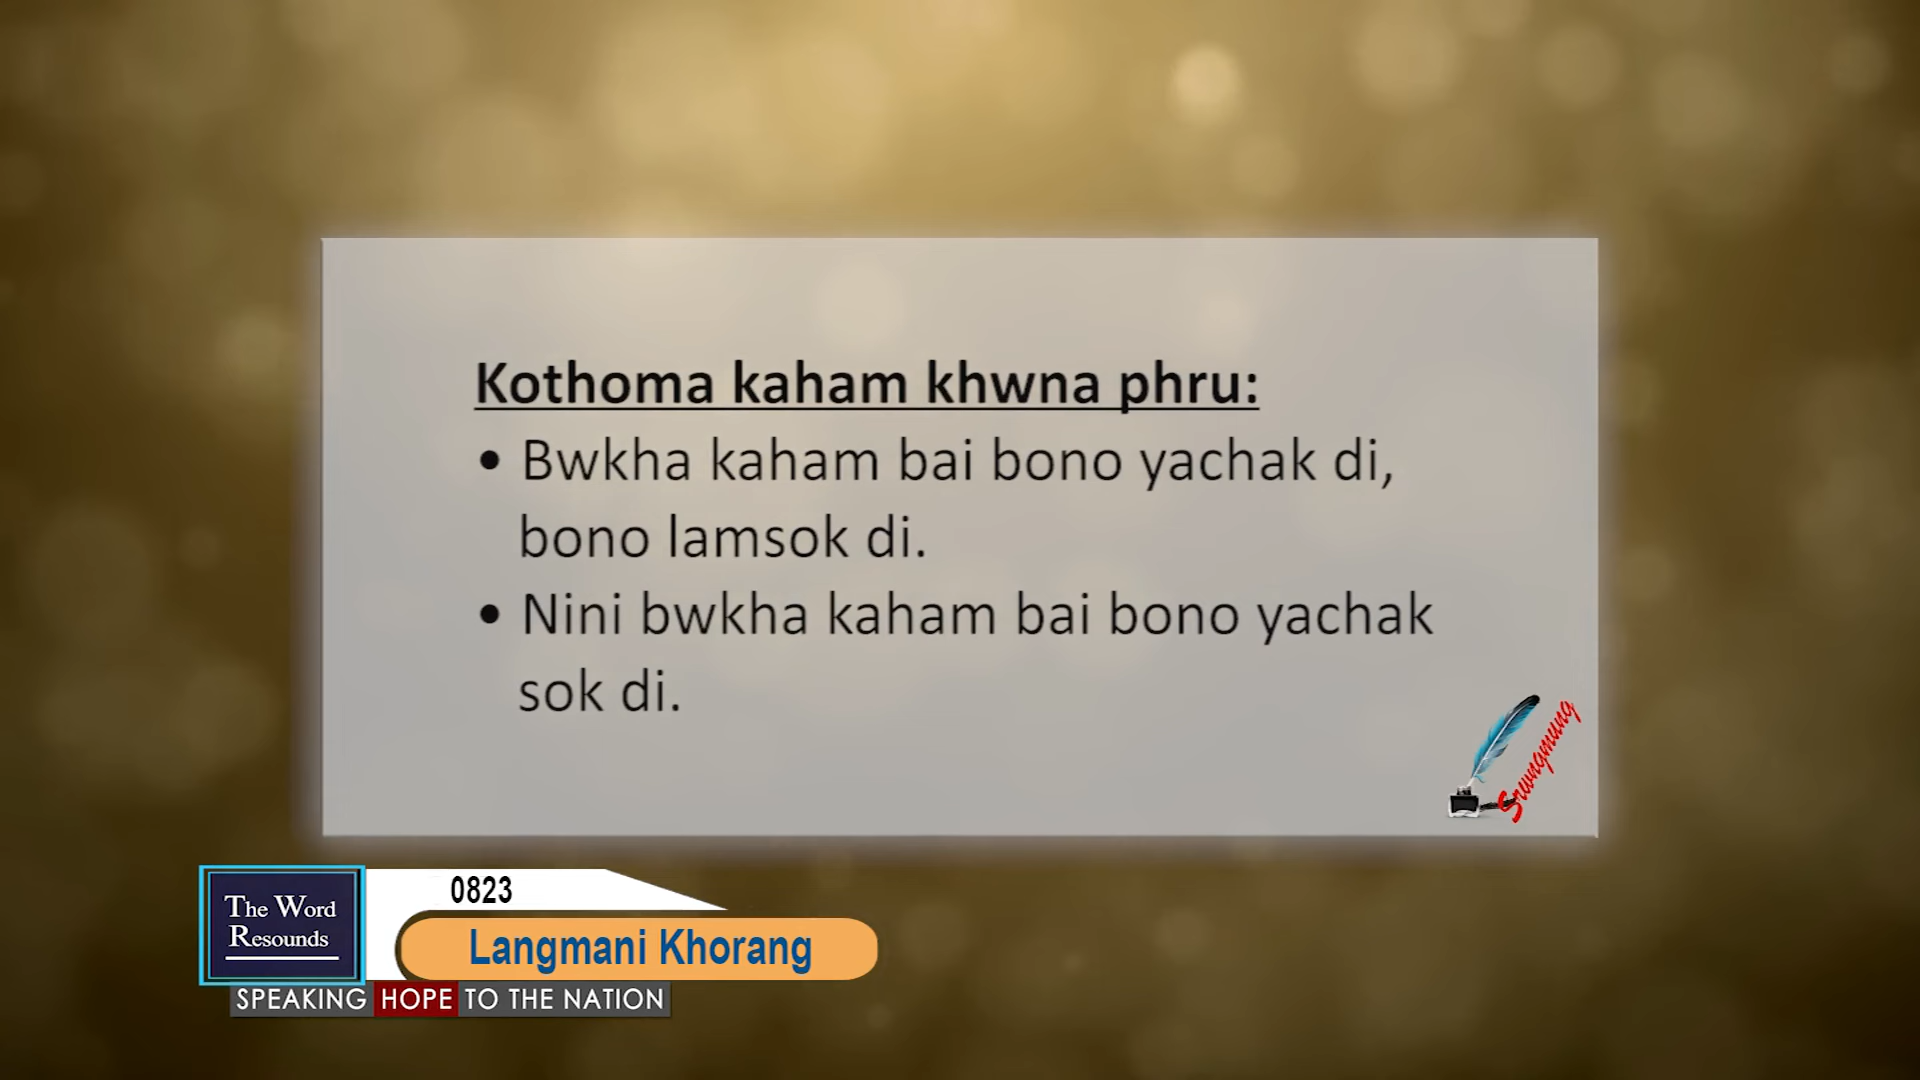 Kothoma kaham khwna phru:
• Bwkha kaham bai bono yachak di,
bono lamsok di.
• Nini bwkha kaham bai bono yachak
sok di.
Srwngmung
0823
The Word
Resounds
Langmani Khorang
SPEAKING HOPE TO THE NATION